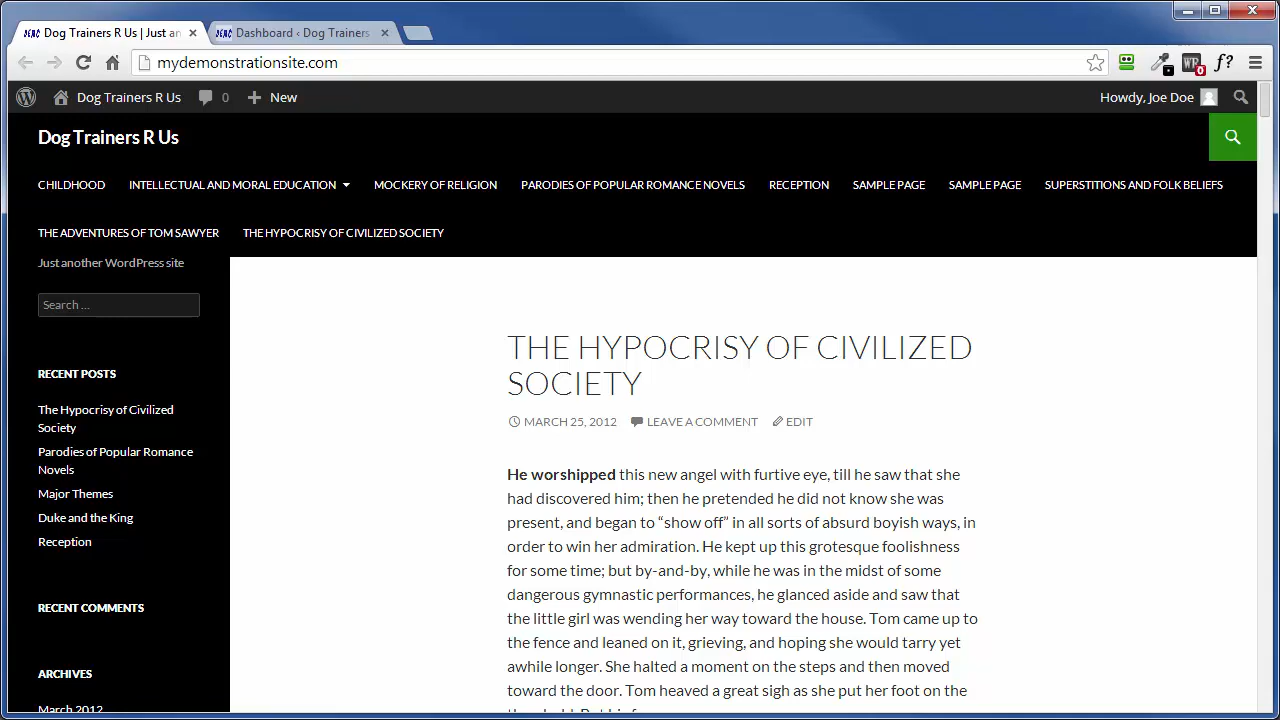 Dog Trainers R Us | Just an
Dashboard ‹ Dog Trainers
mydemonstrationsite.com
Dog Trainers R Us 0 New Howdy, Joe Doe
Dog Trainers R Us
CHILDHOOD INTELLECTUAL AND MORAL EDUCATION MOCKERY OF RELIGION PARODIES OF POPULAR ROMANCE NOVELS RECEPTION SAMPLE PAGE SAMPLE PAGE SUPERSTITIONS AND FOLK BELIEFS
THE ADVENTURES OF TOM SAWYER THE HYPOCRISY OF CIVILIZED SOCIETY
Just another WordPress site
Search ...
RECENT POSTS
The Hypocrisy of Civilized
Society
Parodies of Popular Romance
Novels
Major Themes
Duke and the King
Reception
RECENT COMMENTS
ARCHIVES
March 2012
THE HYPOCRISY OF CIVILIZED
SOCIETY
MARCH 25, 2012 LEAVE A COMMENT EDIT
He worshipped this new angel with furtive eye, till he saw that she
had discovered him; then he pretended he did not know she was
present, and began to “show off” in all sorts of absurd boyish ways, in
order to win her admiration. He kept up this grotesque foolishness
for some time; but by-and-by, while he was in the midst of some
dangerous gymnastic performances, he glanced aside and saw that
the little girl was wending her way toward the house. Tom came up to
the fence and leaned on it, grieving, and hoping she would tarry yet
awhile longer. She halted a moment on the steps and then moved
toward the door. Tom heaved a great sigh as she put her foot on the